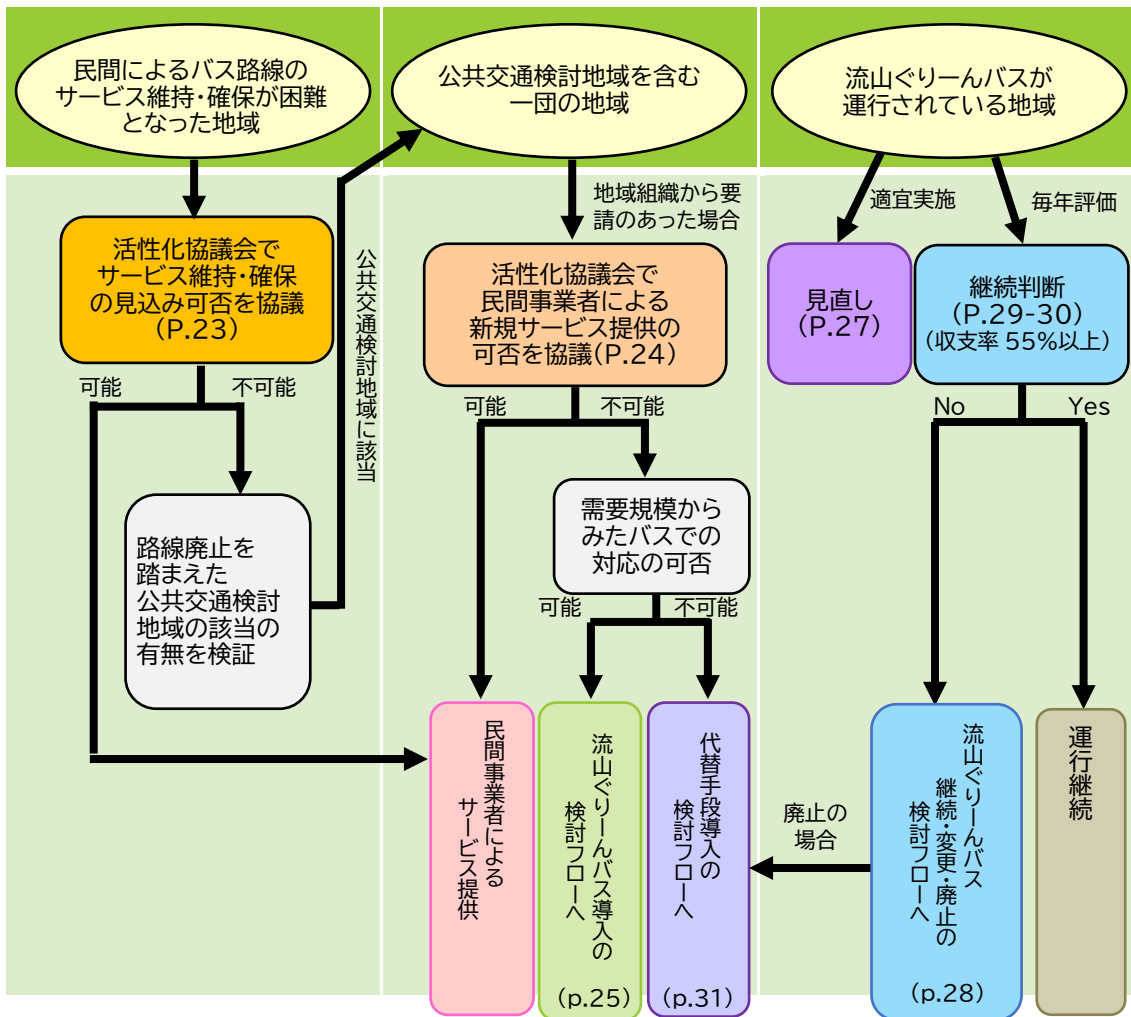 民間によるバス路線の
サービス維持・確保が困難
となった地域
公共交通検討地域を含む
一団の地域
流山ぐりーんバスが
運行されている地域
活性化協議会で
サービス維持・確保
の見込み可否を協議
(P.23)
可能
不可能
路線廃止を
踏まえた
公共交通検討
地域の該当の
有無を検証
公共交通検討地域に該当
地域組織から要
請のあった場合
活性化協議会で
民間事業者による
新規サービス提供の
可否を協議(P.24)
可能
不可能
需要規模から
みたバスでの
対応の可否
可能
不可能
民間事業者による
サービス提供
流山ぐりーんバス導入の
検討フローへ
(p.25)
代替手段導入の
検討フローへ
(p.31)
適宜実施
毎年評価
見直し
(P.27)
継続判断
(P.29-30)
(収支率 55%以上)
No
Yes
廃止の
場合
流山ぐりーんバス
継続・変更・廃止の
検討フローへ
(p.28)
運行継続